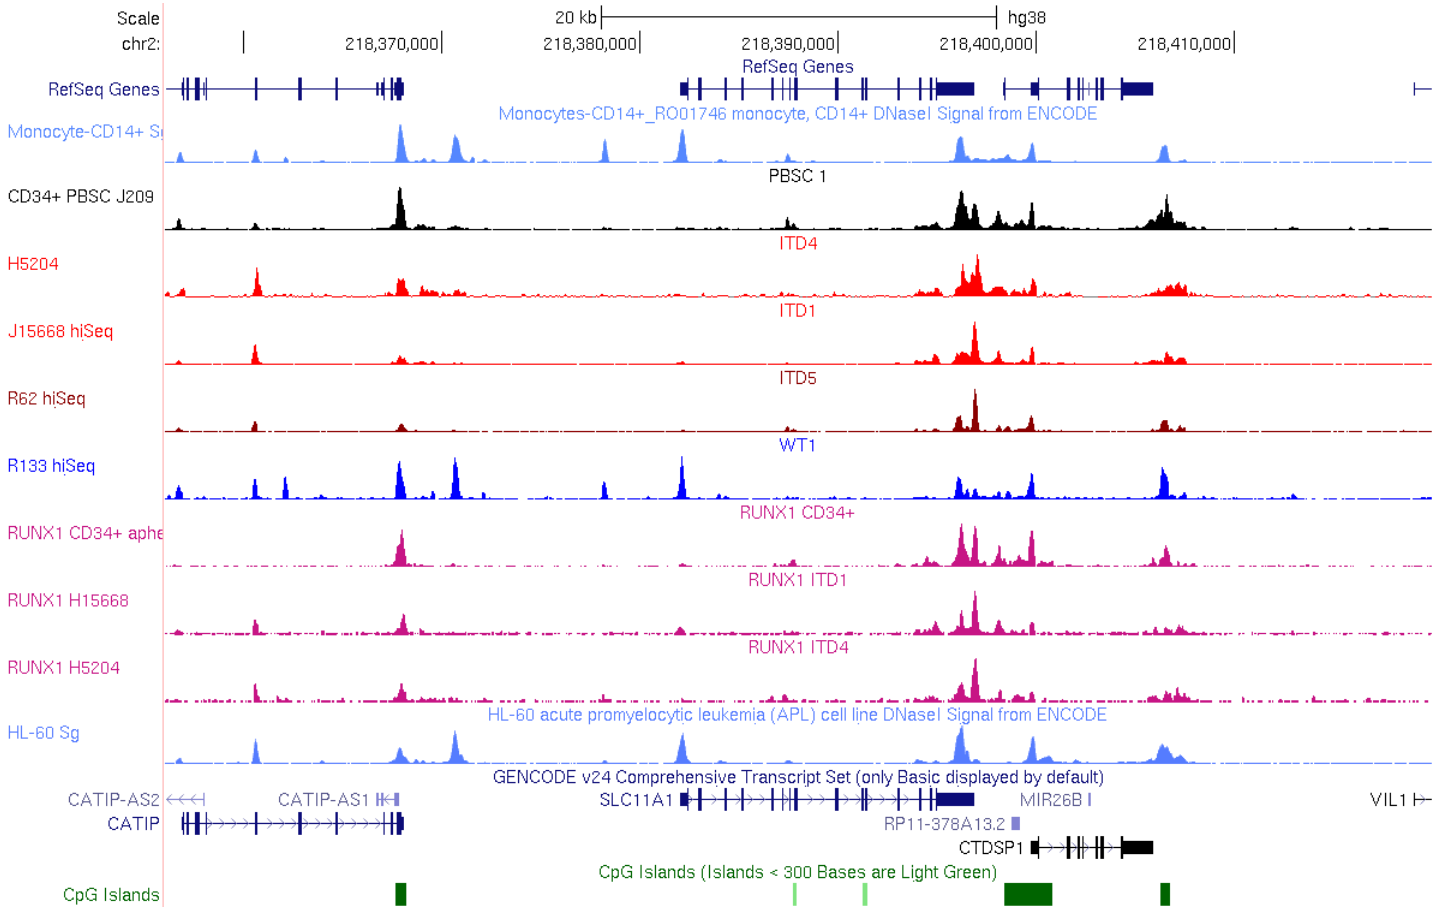 Scale 20 kb hg38
chr2: 218,370,000 218,380,000 218,390,000 218,400,000 218,410,000
RefSeq Genes
RefSeq Genes
Monocytes-CD14+_RO01746 monocyte, CD14+ DNaseI Signal from ENCODE
Monocyte-CD14+ Sg
PBSC 1
CD34+ PBSC J209
ITD4
H5204
ITD1
J15668 hiSeq
ITD5
R62 hiSeq
WT1
R133 hiSeq
RUNX1 CD34+
RUNX1 CD34+ aphe
RUNX1 ITD1
RUNX1 H15668
RUNX1 ITD4
RUNX1 H5204
HL-60 acute promyelocytic leukemia (APL) cell line DNaseI Signal from ENCODE
HL-60 Sg
GENCODE v24 Comprehensive Transcript Set (only Basic displayed by default)
CATIP-AS2 CATIP-AS1 SLC11A1 MIR26B VIL1
CATIP RP11-378A13.2
CTDSP1
CpG Islands (Islands < 300 Bases are Light Green)
CpG Islands